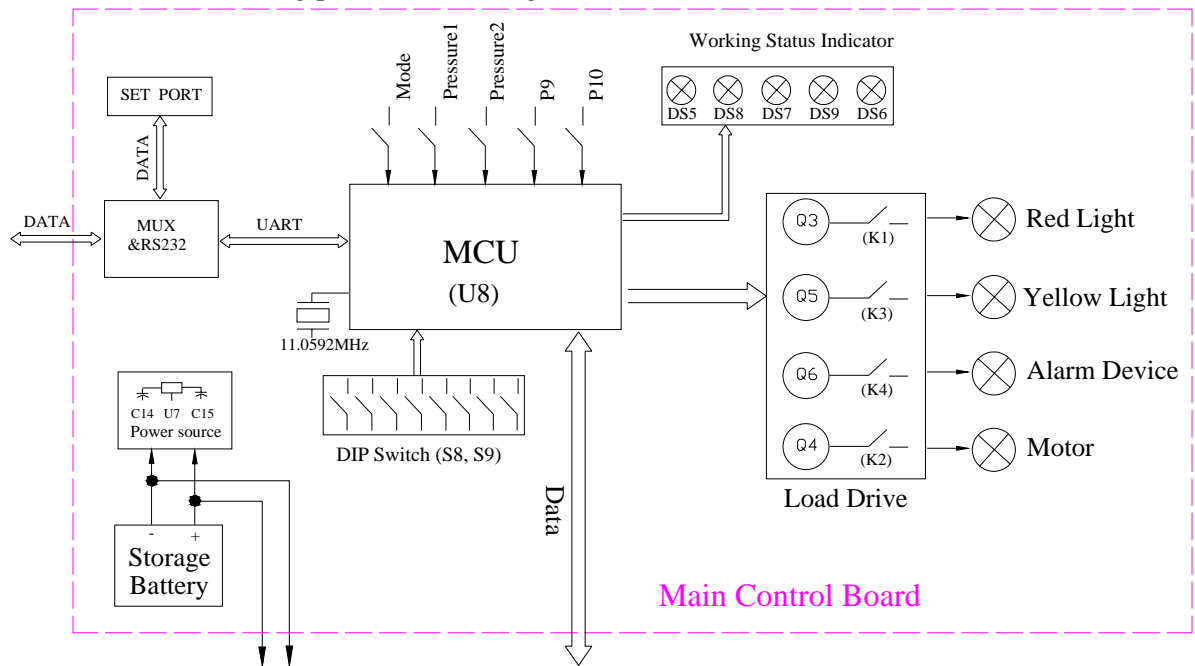 Working Status Indicator
DS5 DS8 DS7 DS9 DS6
Mode
Pressure1
Pressure2
P9
P10
SET PORT
DATA
DATA
MUX
&RS232
UART
MCU
(U8)
11.0592MHz
Q3
(K1)
Red Light
Q5
(K3)
Yellow Light
Q6
(K4)
Alarm Device
Q4
(K2)
Motor
Load Drive
C14 U7 C15
Power source
DIP Switch (S8, S9)
Data
- +
Storage
Battery
Main Control Board